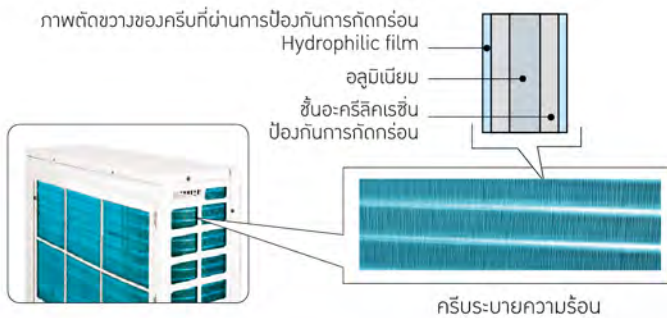 ภาพตัดขวางของครีบที่ผ่านการป้องกันการกัดกร่อน
Hydrophilic film
อลูมิเนียม
ชั้นอะครีลิคเรซิ่น
ป้องกันการกัดกร่อน
ครีบระบายความร้อน